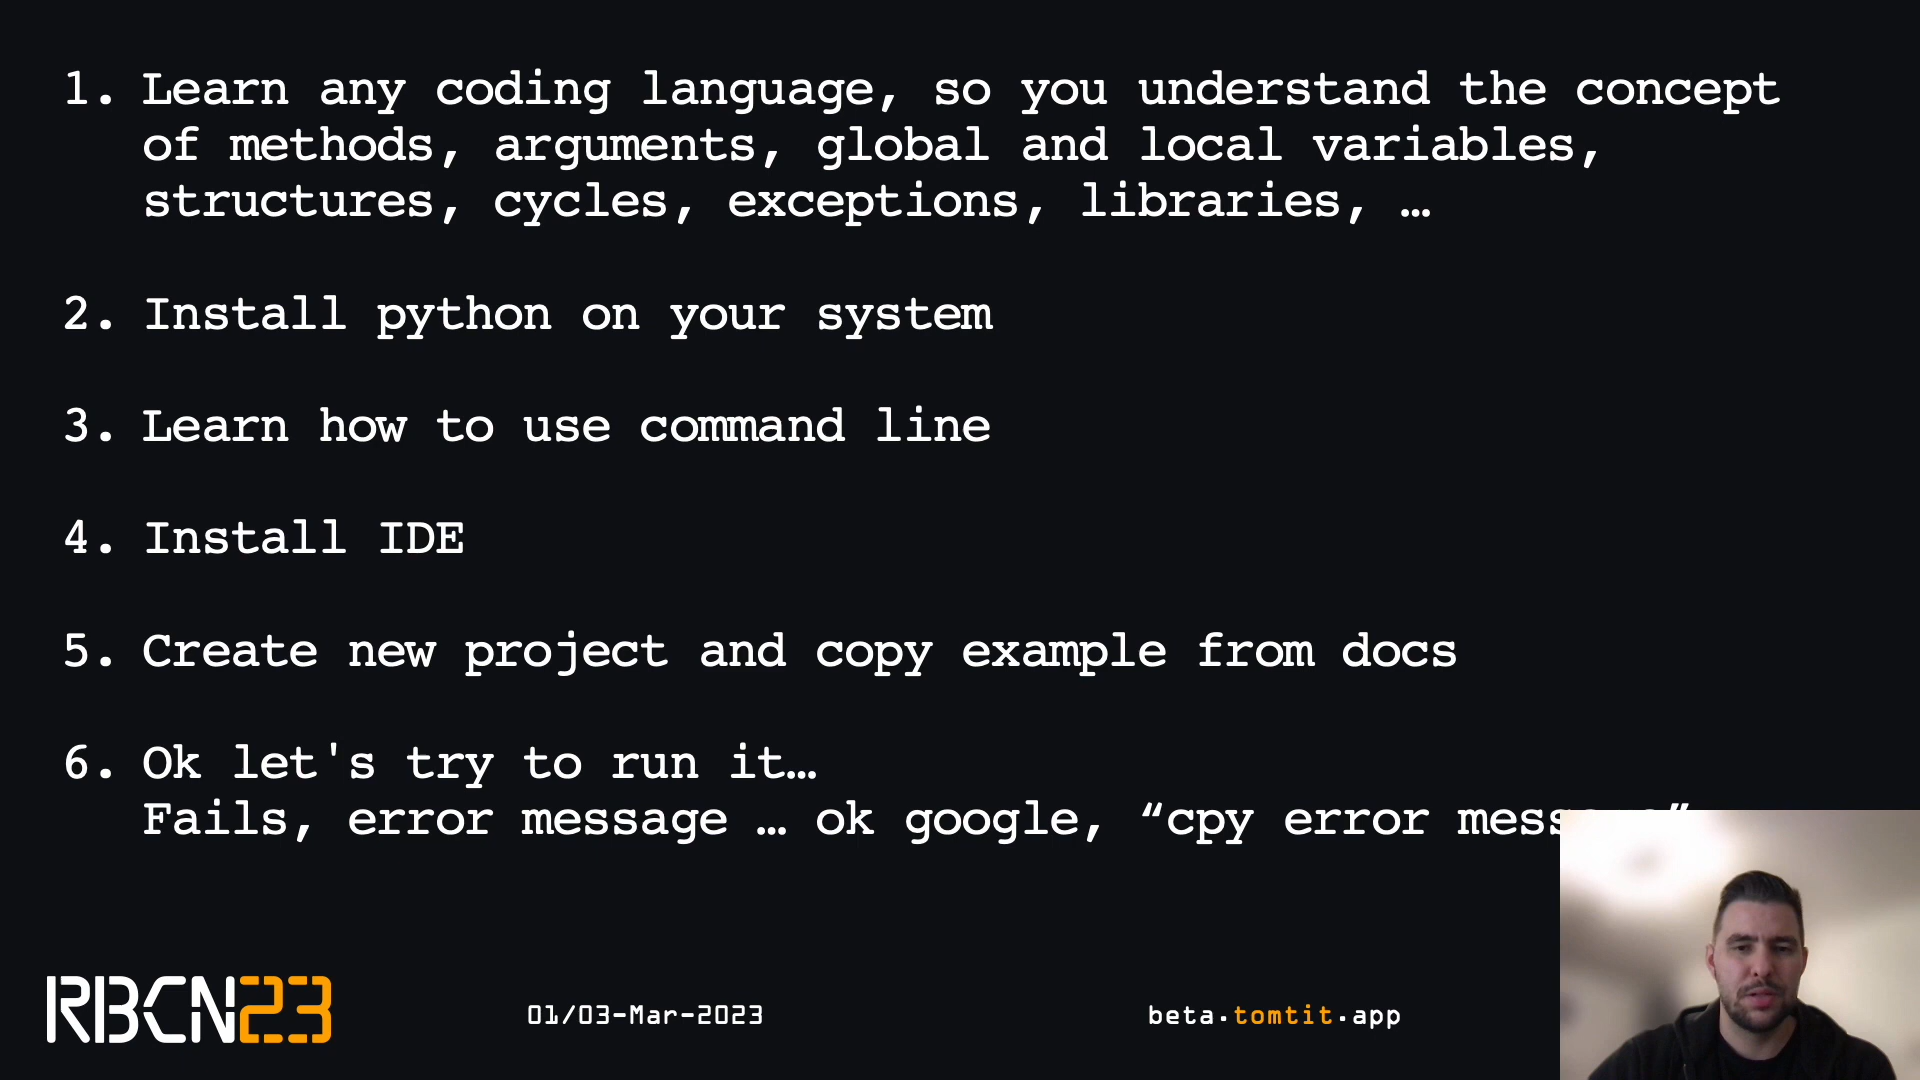 1. Learn any coding language, so you understand the concept
of methods, arguments, global and local variables,
structures, cycles, exceptions, libraries, …
2. Install python on your system
3. Learn how to use command line
4. Install IDE
5. Create new project and copy example from docs
6. Ok let's try to run it…
Fails, error message … ok google, “cpy error
RBCN23
01/03-Mar-2023
beta.tomtit.app